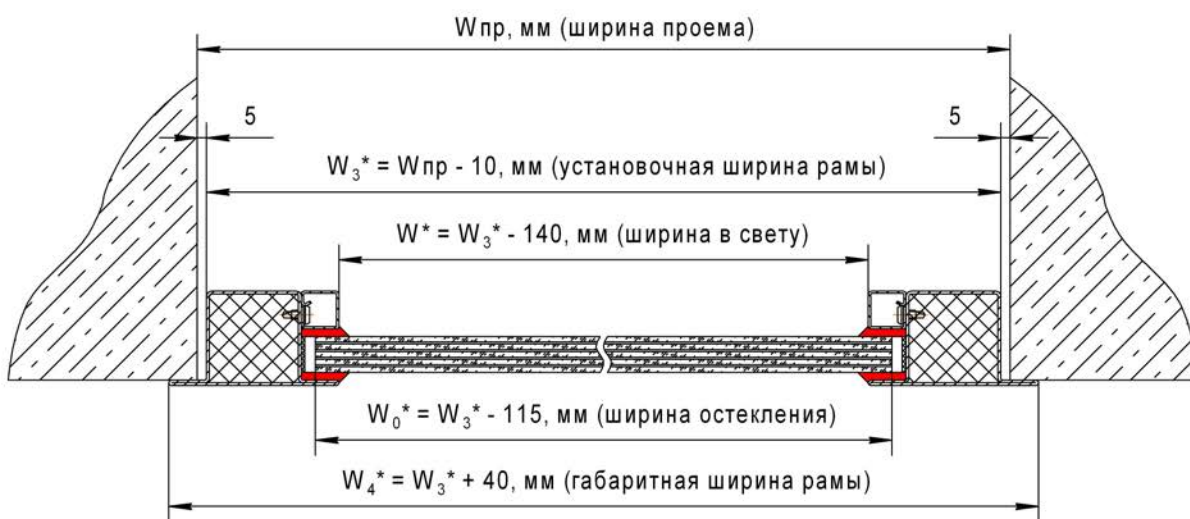 Wпр, мм (ширина проема)
5
5
W₃* = Wпр - 10, мм (установочная ширина рамы)
W* = W₃* - 140, мм (ширина в свету)
W₀* = W₃* - 115, мм (ширина остекления)
W₄* = W₃* + 40, мм (габаритная ширина рамы)